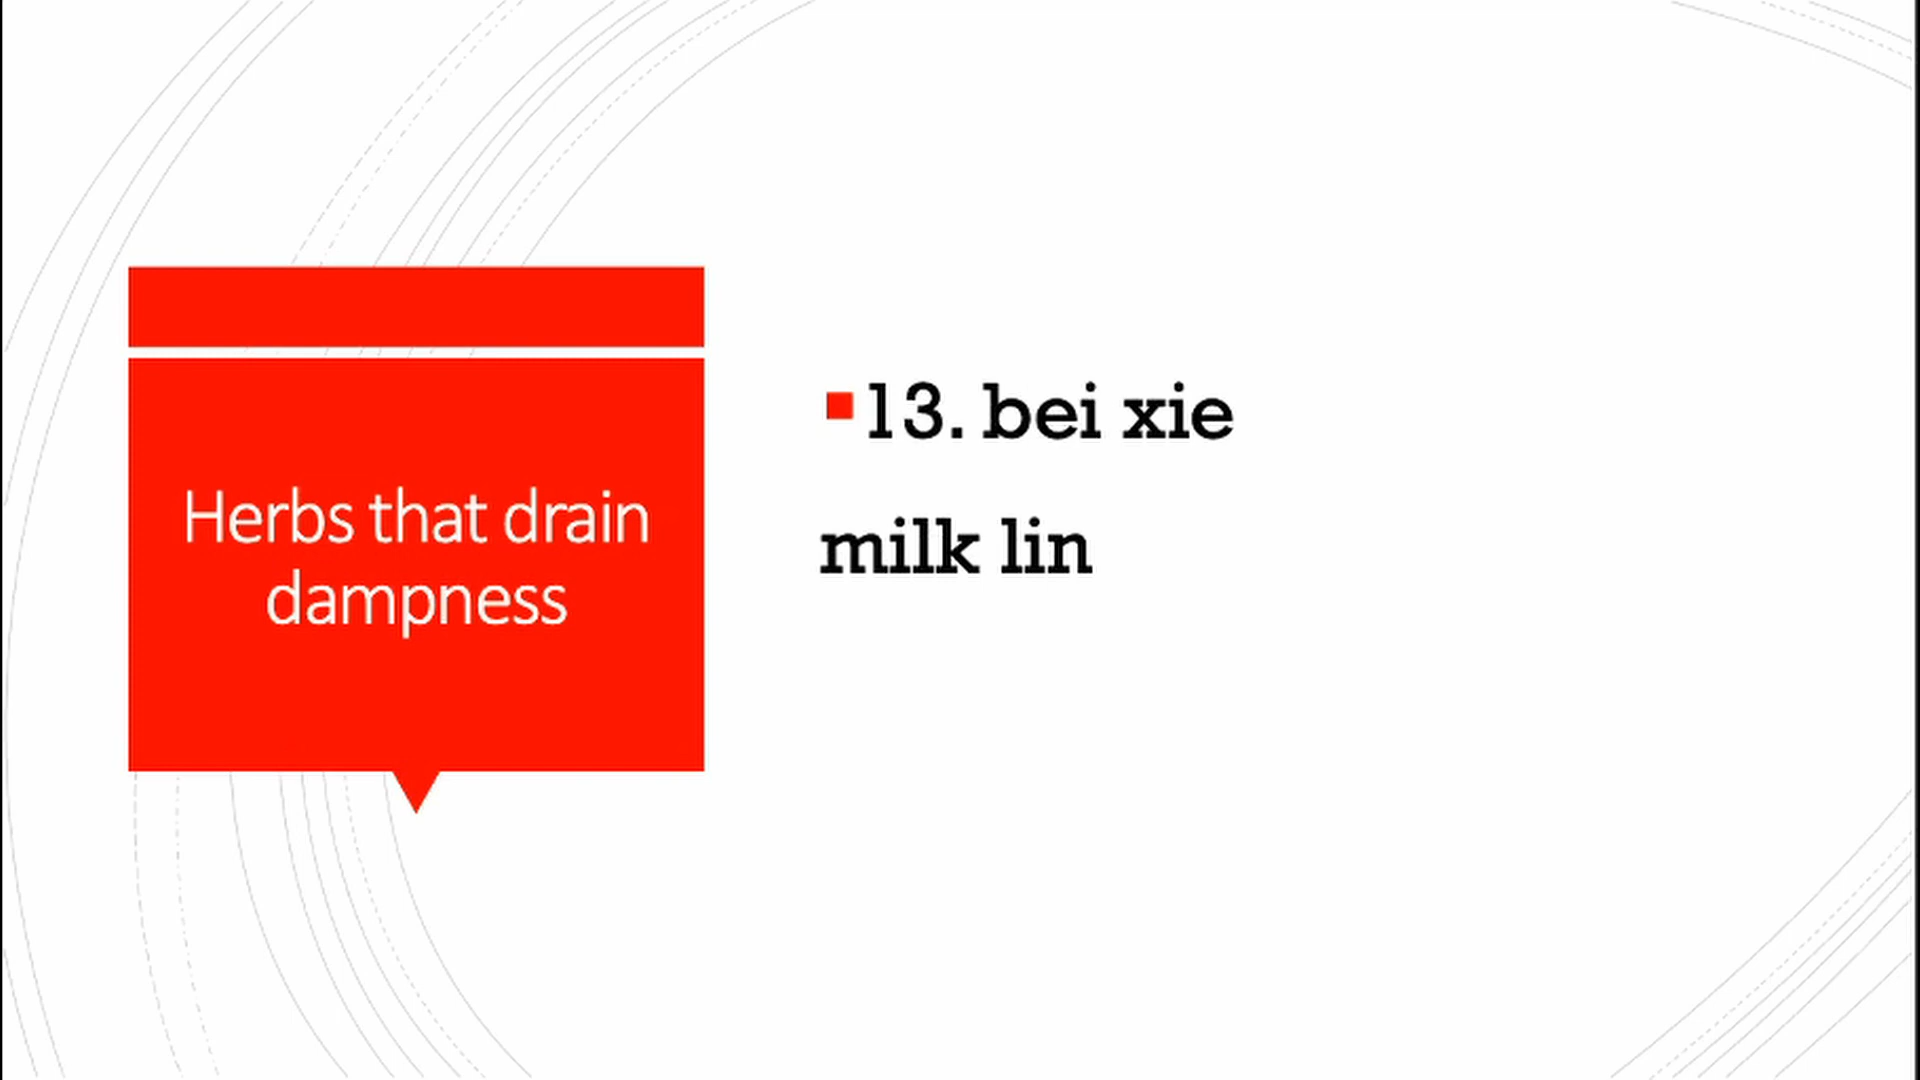 Herbs that drain
dampness
13. bei xie
milk lin